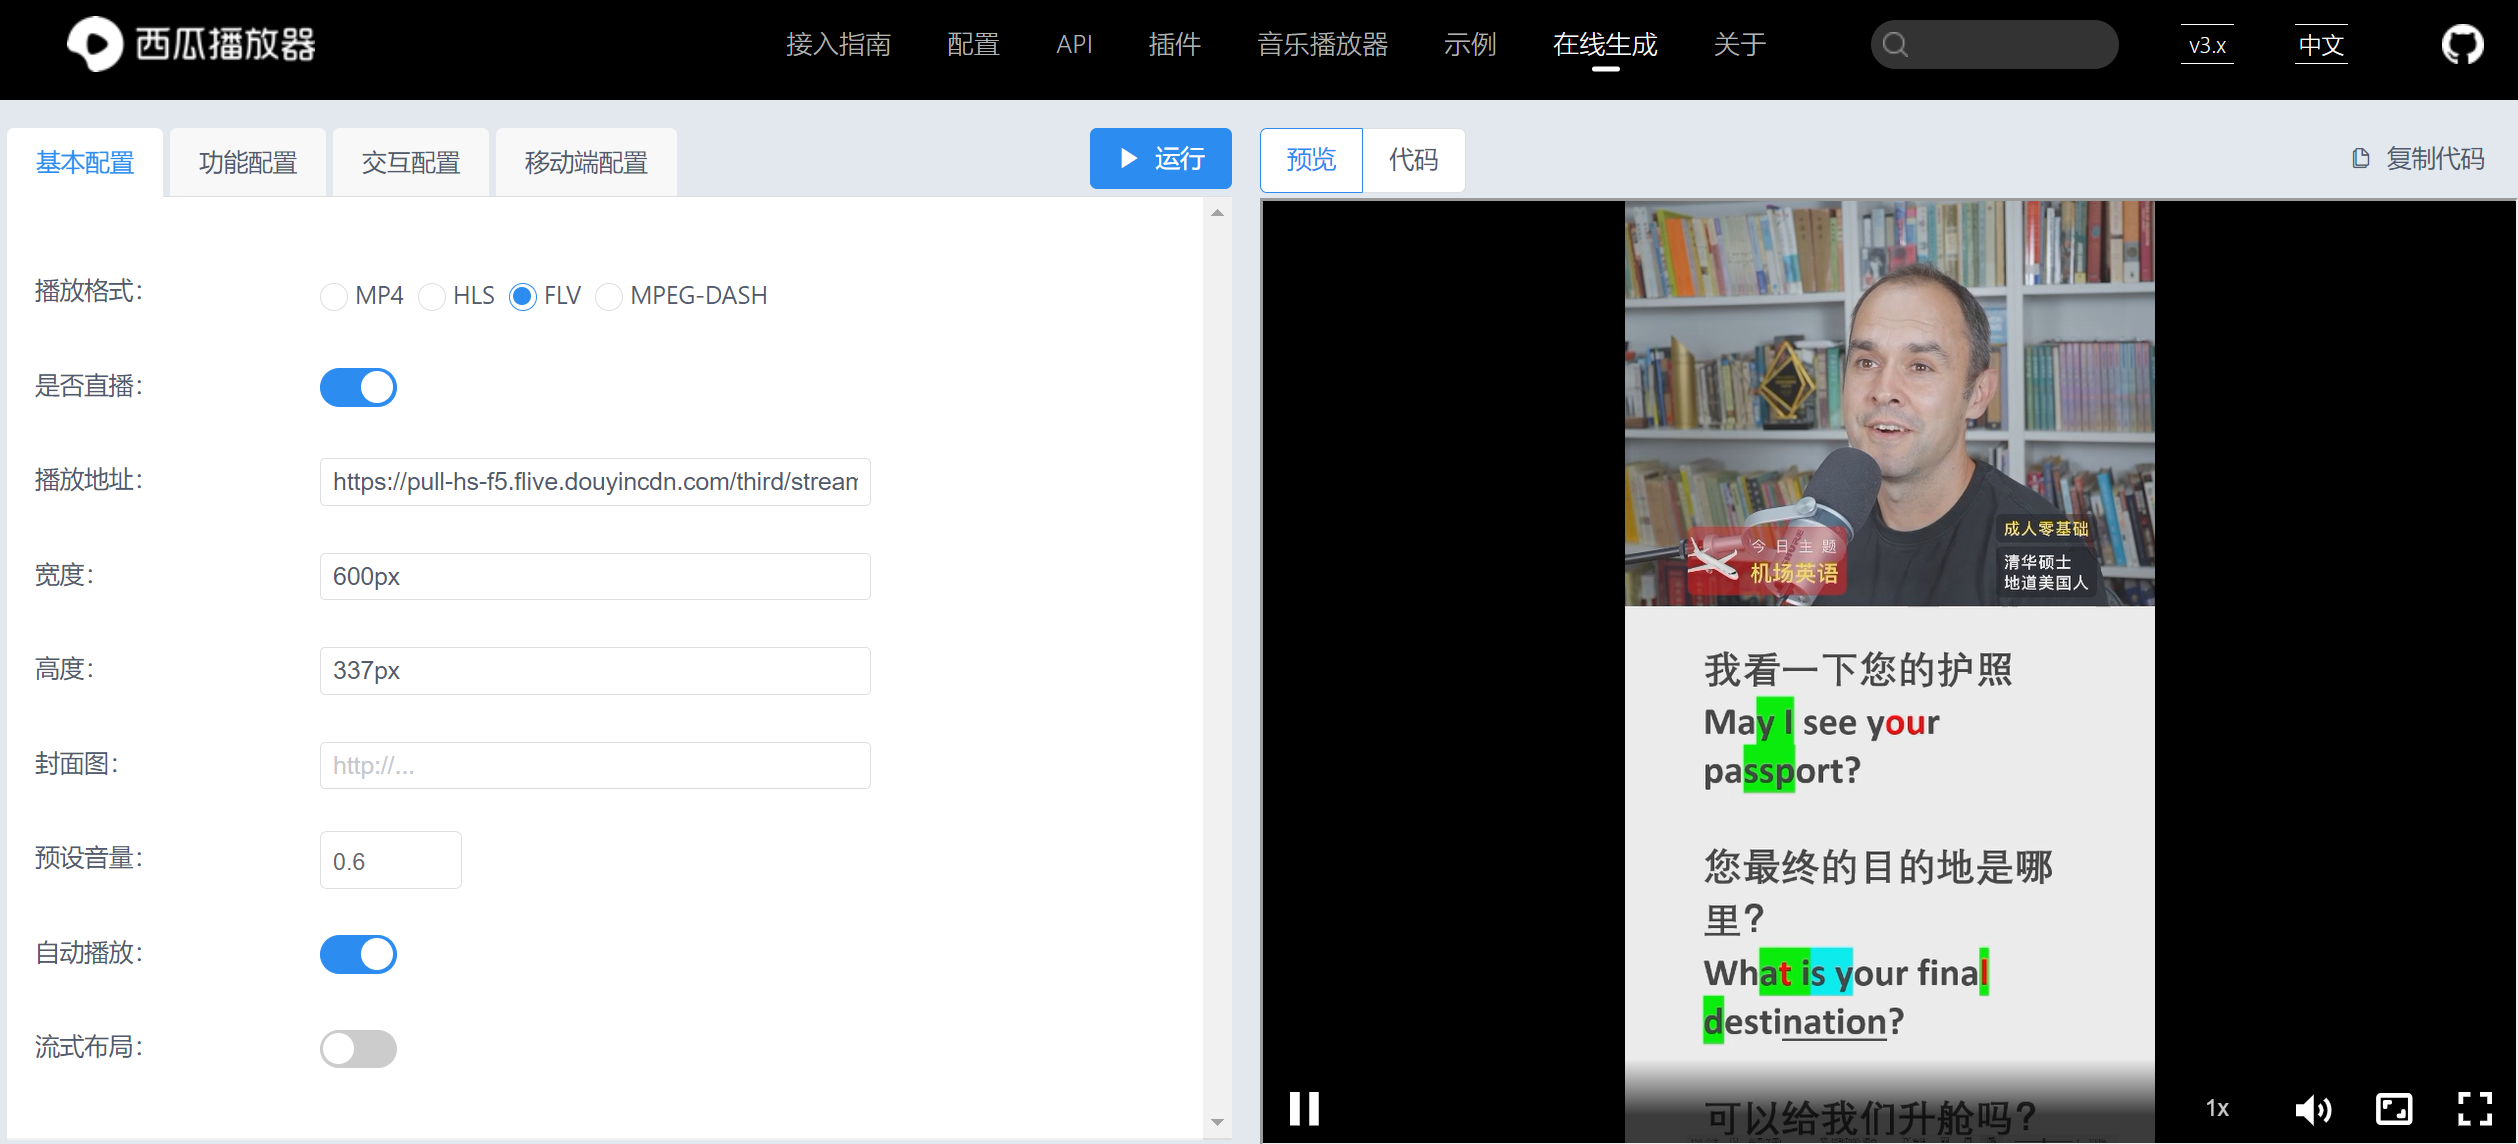 西瓜播放器
接入指南 配置 API 插件 音乐播放器 示例 在线生成 关于 v3.x 中文
基本配置 功能配置 交互配置 移动端配置 运行 预览 代码 复制代码
播放格式: MP4 HLS FLV MPEG-DASH
是否直播:
播放地址: https://pull-hs-f5.flive.douyincdn.com/third/stream
宽度: 600px
高度: 337px
封面图: http://...
预设音量: 0.6
自动播放:
流式布局:
成人零基础
清华硕士
地道美国人
今日主题
机场英语
我看一下您的护照
May I see your
passport?
您最终的目的地是哪
里?
What is your final
destination?
可以给我们升舱吗?
1x